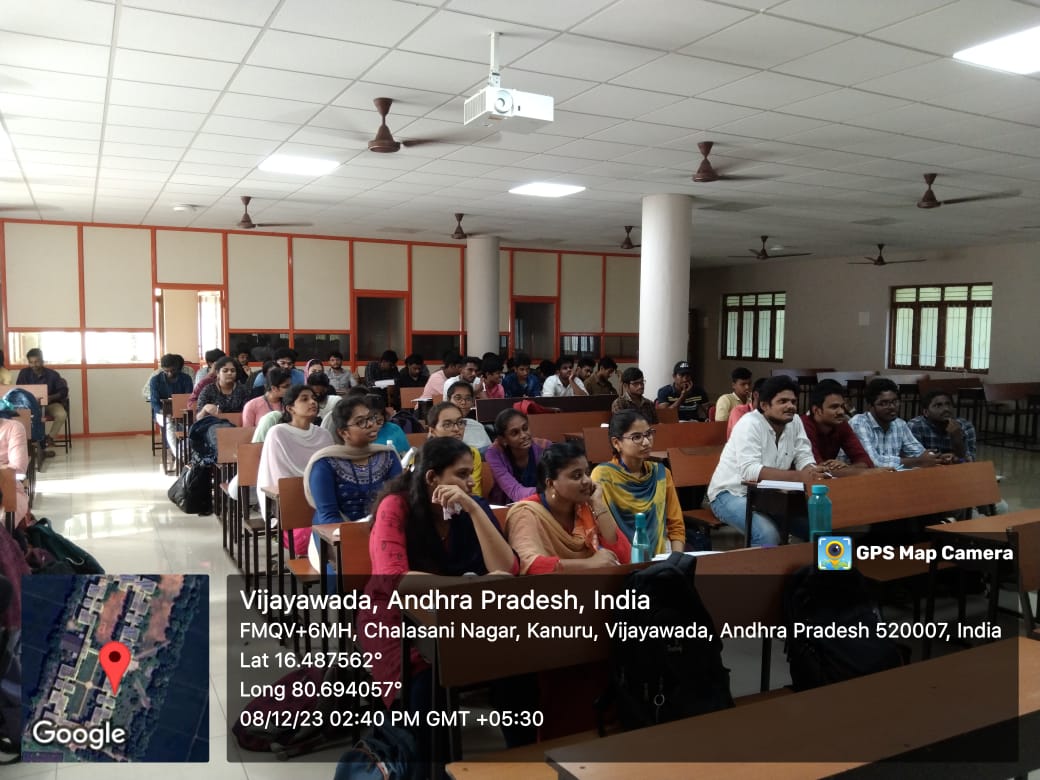 GPS Map Camera
Vijayawada, Andhra Pradesh, India
FMQV+6MH, Chalasani Nagar, Kanuru, Vijayawada, Andhra Pradesh 520007, India
Lat 16.487562°
Long 80.694057°
08/12/23 02:40 PM GMT +05:30
Google